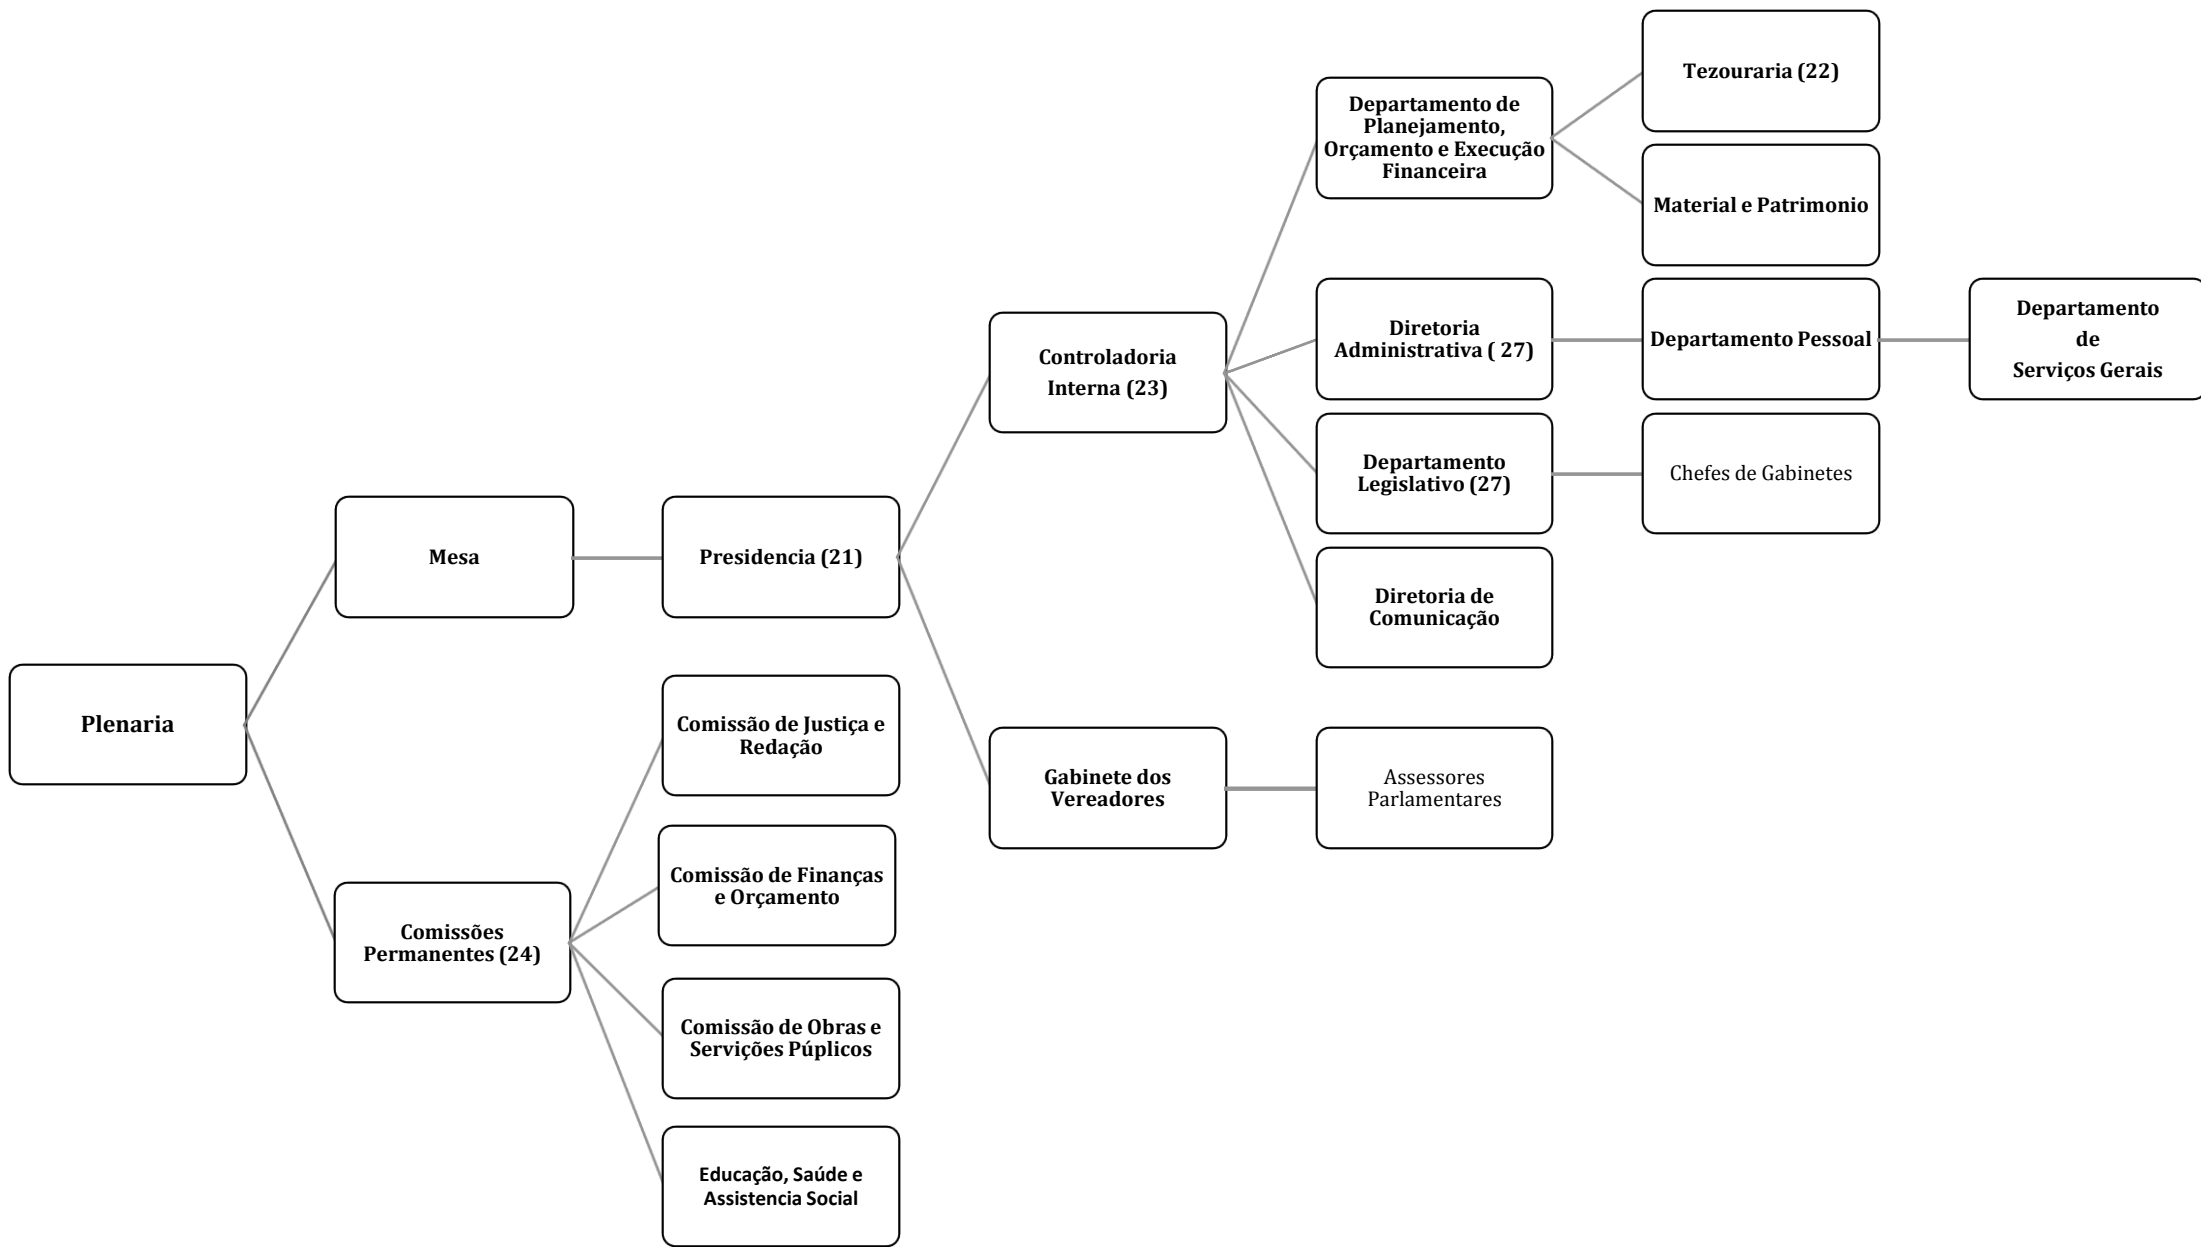 Plenaria
Mesa
Comissões
Permanentes (24)
Presidencia (21)
Comissão de Justiça e
Redação
Comissão de Finanças
e Orçamento
Comissão de Obras e
Servições Púplicos
Educação, Saúde e
Assistencia Social
Controladoria
Interna (23)
Gabinete dos
Vereadores
Departamento de
Planejamento,
Orçamento e Execução
Financeira
Diretoria
Administrativa ( 27)
Departamento
Legislativo (27)
Diretoria de
Comunicação
Assessores
Parlamentares
Tezouraria (22)
Material e Patrimonio
Departamento Pessoal
Chefes de Gabinetes
Departamento
de
Serviços Gerais